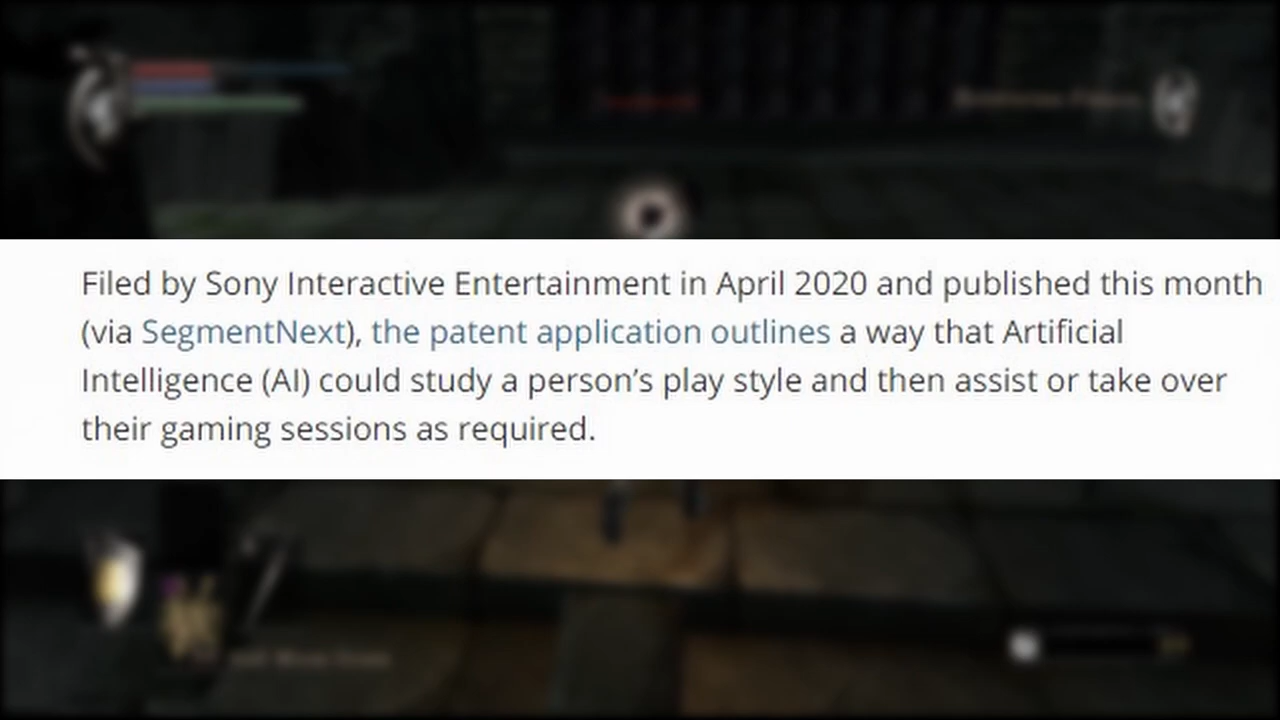 Filed by Sony Interactive Entertainment in April 2020 and published this month
(via SegmentNext), the patent application outlines a way that Artificial
Intelligence (AI) could study a person’s play style and then assist or take over
their gaming sessions as required.